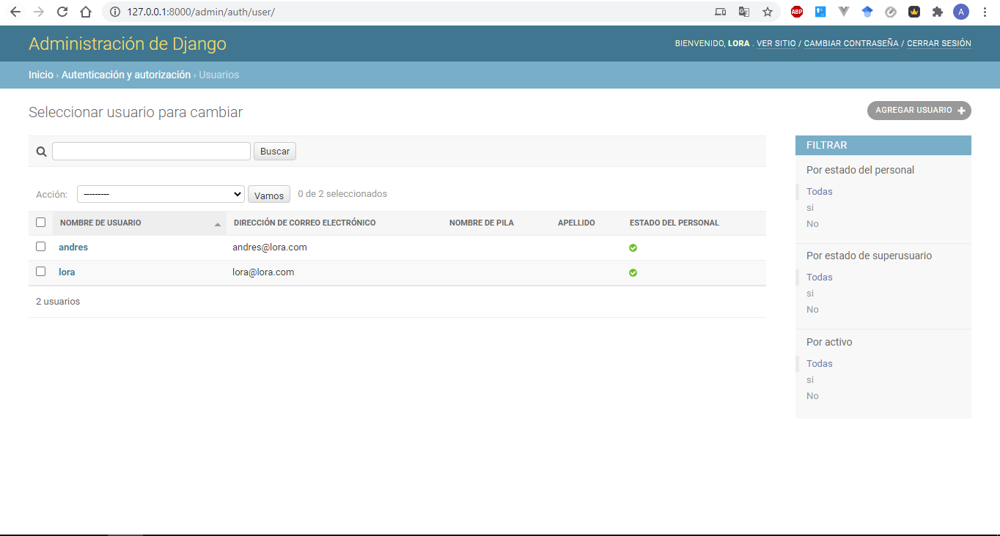 127.0.0.1:8000/admin/auth/user/
ABP
A
Administración de Django
BIENVENIDO, LORA . VER SITIO / CAMBIAR CONTRASEÑA / CERRAR SESIÓN
Inicio › Autenticación y autorización › Usuarios
Seleccionar usuario para cambiar
AGREGAR USUARIO +
Buscar
Acción: --------- Vamos 0 de 2 seleccionados
NOMBRE DE USUARIO DIRECCIÓN DE CORREO ELECTRÓNICO NOMBRE DE PILA APELLIDO ESTADO DEL PERSONAL
andres andres@lora.com
lora lora@lora.com
2 usuarios
FILTRAR
Por estado del personal
Todas
si
No
Por estado de superusuario
Todas
si
No
Por activo
Todas
si
No